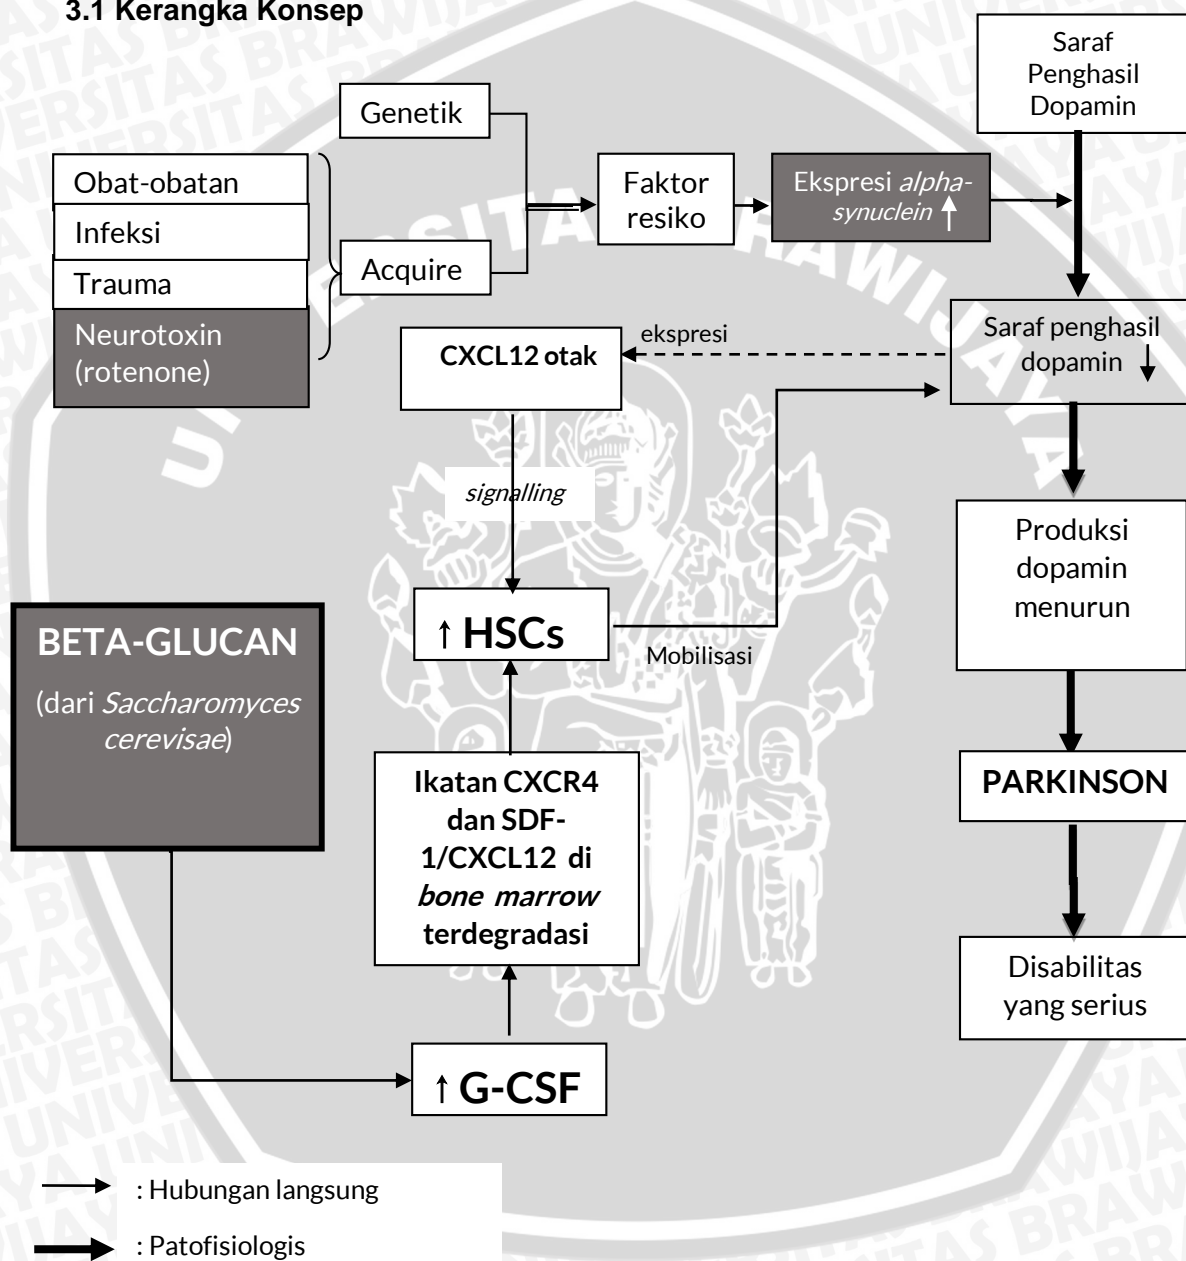 3.1 Kerangka Konsep
Saraf
Penghasil
Dopamin
Genetik
Obat-obatan
Infeksi
Trauma
Neurotoxin
(rotenone)
Acquire
Faktor
resiko
Ekspresi alpha-
synuclein ↑
Saraf penghasil
dopamin ↓
ekspresi
CXCL12 otak
signalling
↑ HSCs
Mobilisasi
Produksi
dopamin
menurun
BETA-GLUCAN
(dari Saccharomyces
cerevisae)
Ikatan CXCR4
dan SDF-
1/CXCL12 di
bone marrow
terdegradasi
PARKINSON
Disabilitas
yang serius
↑ G-CSF
: Hubungan langsung
: Patofisiologis
UNIVERSITAS BRAWIJAYA